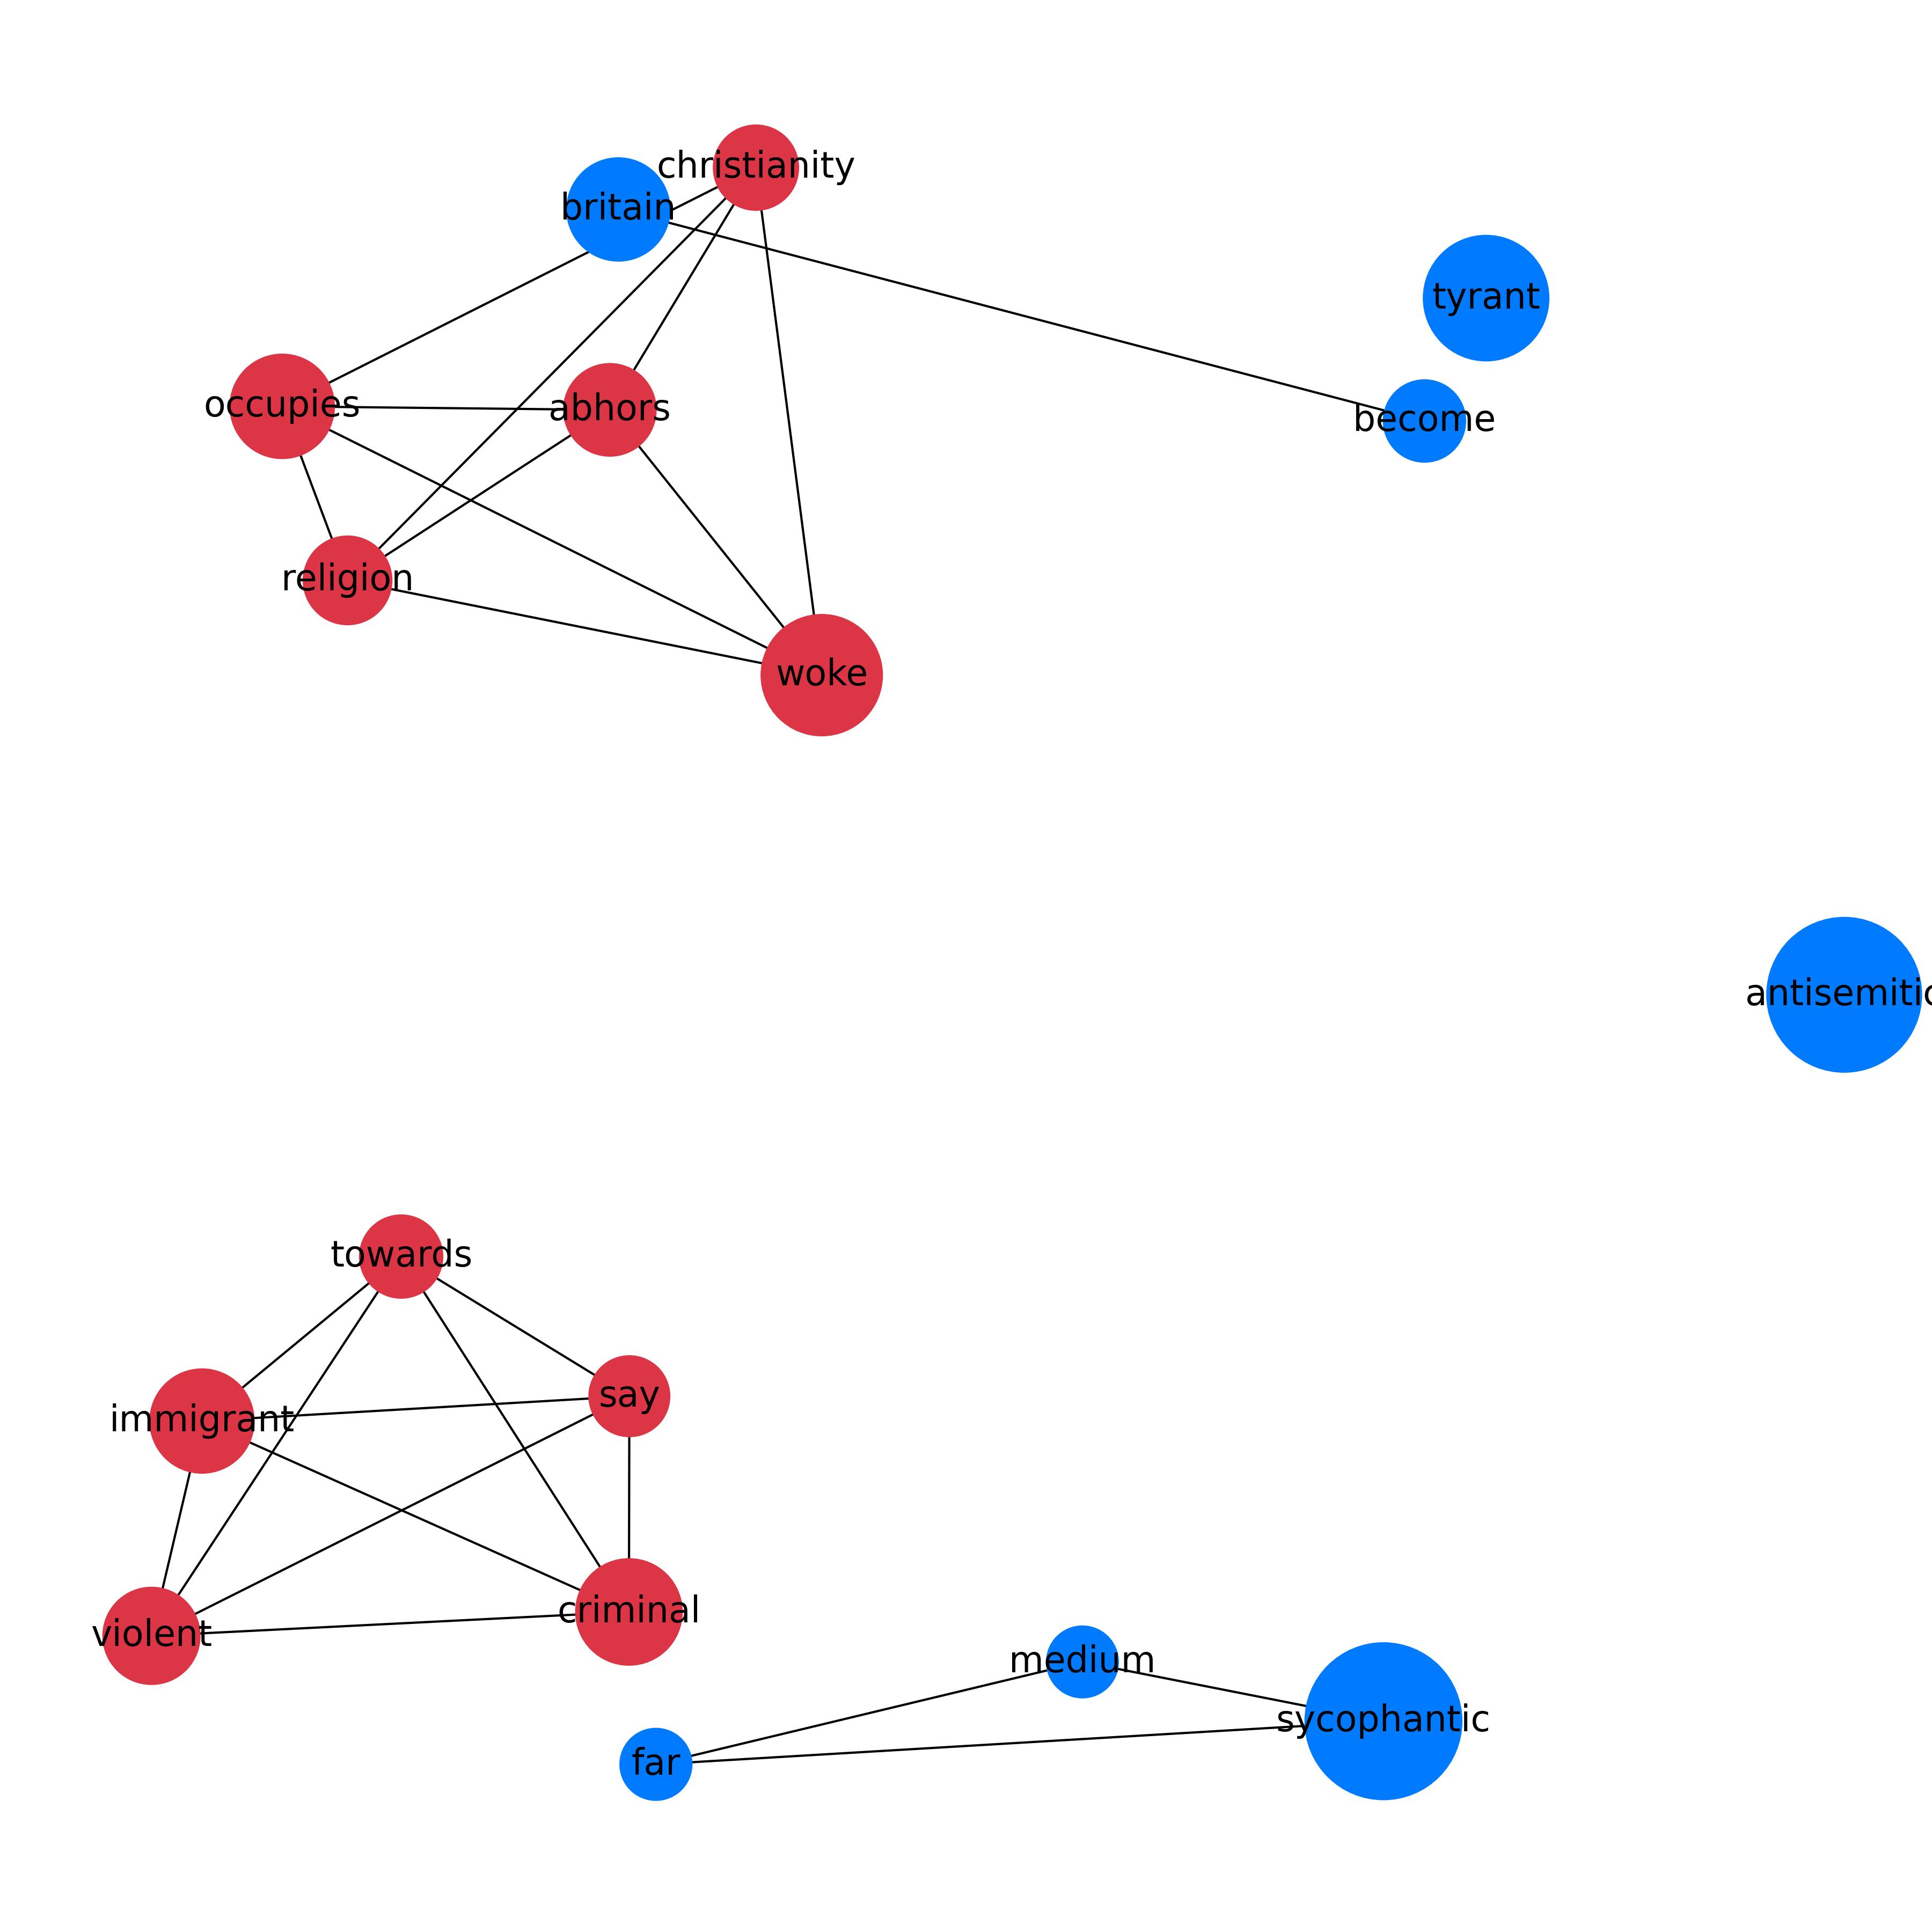 christianity
britain
tyrant
occupies
abhors
become
religion
woke
antisemitic
towards
say
immigrant
criminal
violent
medium
sycophantic
far